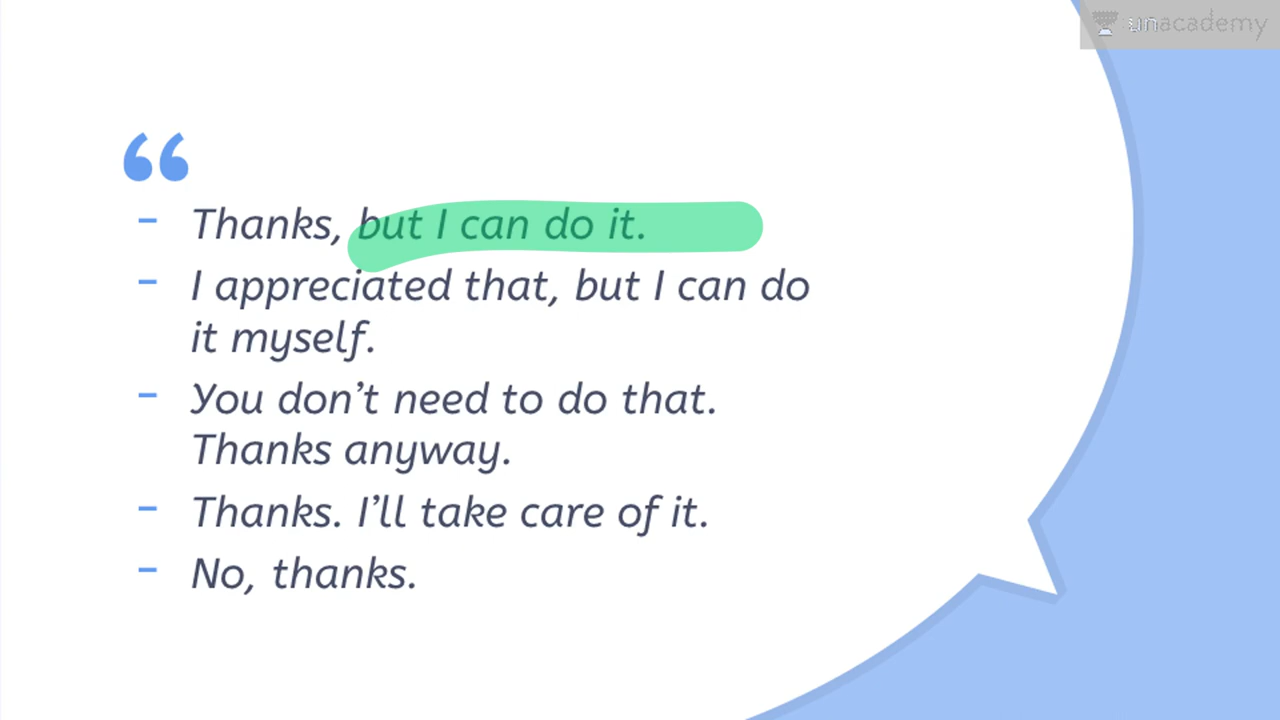 unacademy
“
- Thanks, but I can do it.
- I appreciated that, but I can do
it myself.
- You don’t need to do that.
Thanks anyway.
- Thanks. I’ll take care of it.
- No, thanks.